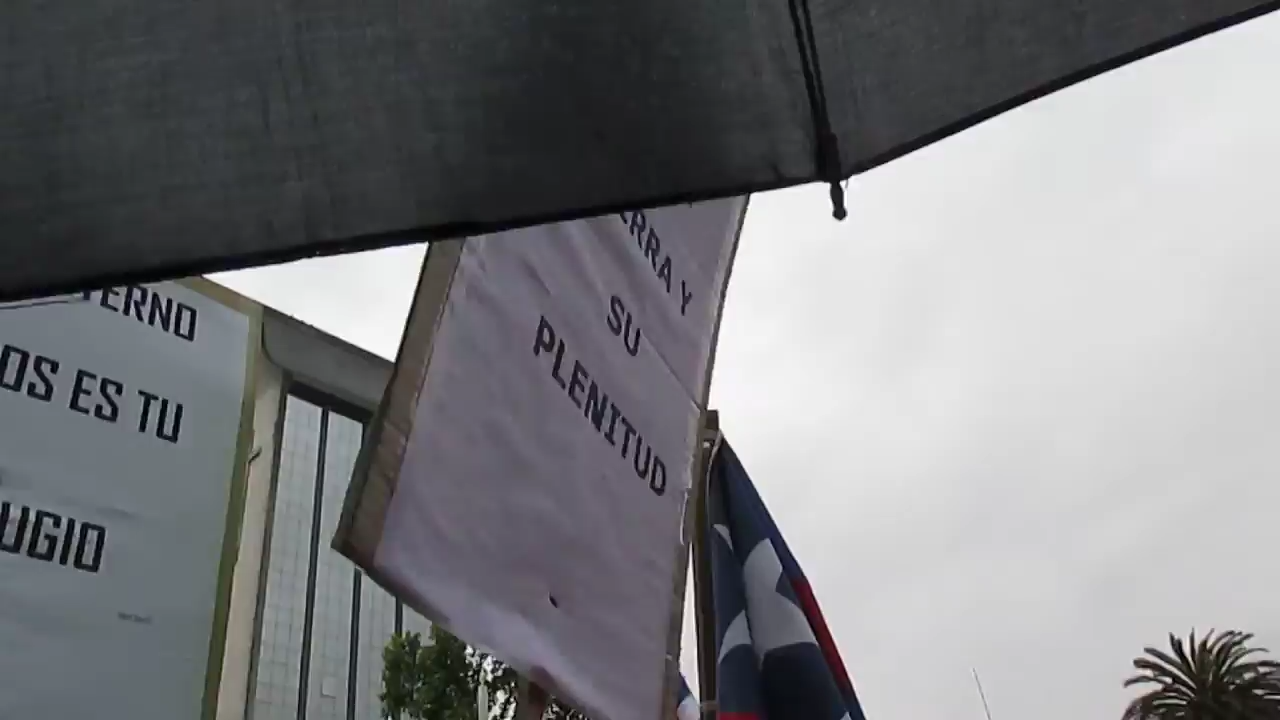 ERNO
OS ES TU
UGIO
ERRA Y
SU
PLENITUD